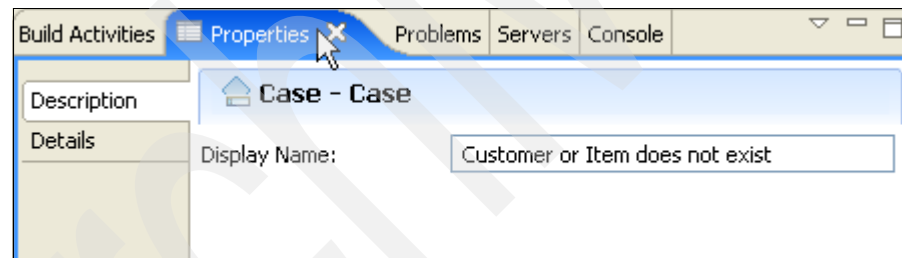 Build Activities Properties Problems Servers Console
Description
Case - Case
Details
Display Name: Customer or Item does not exist